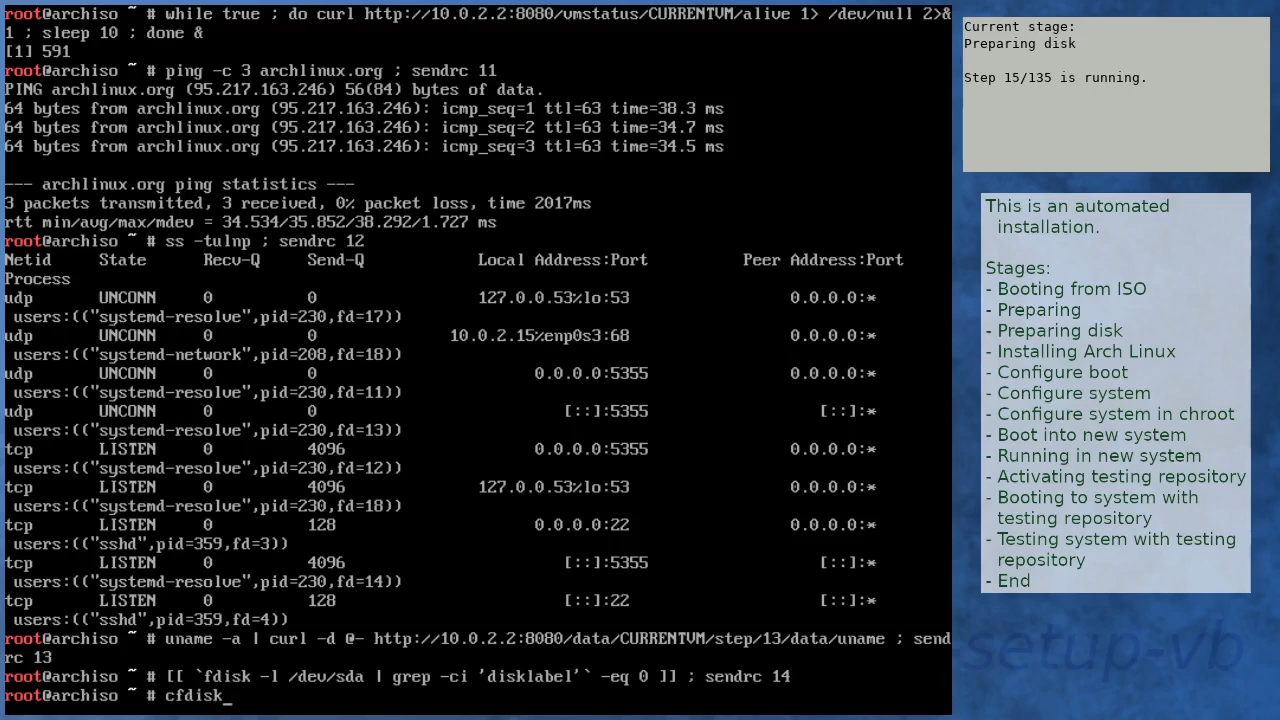 root@archiso ~ # while true ; do curl http://10.0.2.2:8080/vmstatus/CURRENTVM/alive 1> /dev/null 2>&
1 ; sleep 10 ; done &
[1] 591
root@archiso ~ # ping -c 3 archlinux.org ; sendrc 11
PING archlinux.org (95.217.163.246) 56(84) bytes of data.
64 bytes from archlinux.org (95.217.163.246): icmp_seq=1 ttl=63 time=38.3 ms
64 bytes from archlinux.org (95.217.163.246): icmp_seq=2 ttl=63 time=34.7 ms
64 bytes from archlinux.org (95.217.163.246): icmp_seq=3 ttl=63 time=34.5 ms

--- archlinux.org ping statistics ---
3 packets transmitted, 3 received, 0% packet loss, time 2017ms
rtt min/avg/max/mdev = 34.534/35.852/38.292/1.727 ms
root@archiso ~ # ss -tulnp ; sendrc 12
Netid State Recv-Q Send-Q Local Address:Port Peer Address:Port
Process
udp UNCONN 0 0 127.0.0.53%lo:53 0.0.0.0:*
users:(("systemd-resolve",pid=230,fd=17))
udp UNCONN 0 0 10.0.2.15%enp0s3:68 0.0.0.0:*
users:(("systemd-network",pid=208,fd=18))
udp UNCONN 0 0 0.0.0.0:5355 0.0.0.0:*
users:(("systemd-resolve",pid=230,fd=11))
udp UNCONN 0 0 [::]:5355 [::]:*
users:(("systemd-resolve",pid=230,fd=13))
tcp LISTEN 0 4096 0.0.0.0:5355 0.0.0.0:*
users:(("systemd-resolve",pid=230,fd=12))
tcp LISTEN 0 4096 127.0.0.53%lo:53 0.0.0.0:*
users:(("systemd-resolve",pid=230,fd=18))
tcp LISTEN 0 128 0.0.0.0:22 0.0.0.0:*
users:(("sshd",pid=359,fd=3))
tcp LISTEN 0 4096 [::]:5355 [::]:*
users:(("systemd-resolve",pid=230,fd=14))
tcp LISTEN 0 128 [::]:22 [::]:*
users:(("sshd",pid=359,fd=4))
root@archiso ~ # uname -a | curl -d @- http://10.0.2.2:8080/data/CURRENTVM/step/13/data/uname ; send
rc 13
root@archiso ~ # [[ `fdisk -l /dev/sda | grep -ci 'disklabel'` -eq 0 ]] ; sendrc 14
root@archiso ~ # cfdisk_
Current stage:
Preparing disk

Step 15/135 is running.
This is an automated
installation.

Stages:
- Booting from ISO
- Preparing
- Preparing disk
- Installing Arch Linux
- Configure boot
- Configure system
- Configure system in chroot
- Boot into new system
- Running in new system
- Activating testing repository
- Booting to system with
testing repository
- Testing system with testing
repository
- End
setup-vb